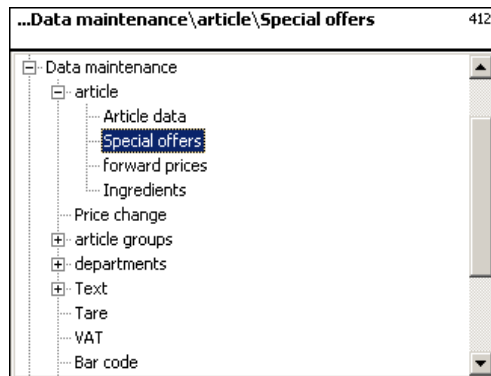 ...Data maintenance\article\Special offers 412
Data maintenance
article
Article data
Special offers
forward prices
Ingredients
Price change
article groups
departments
Text
Tare
VAT
Bar code